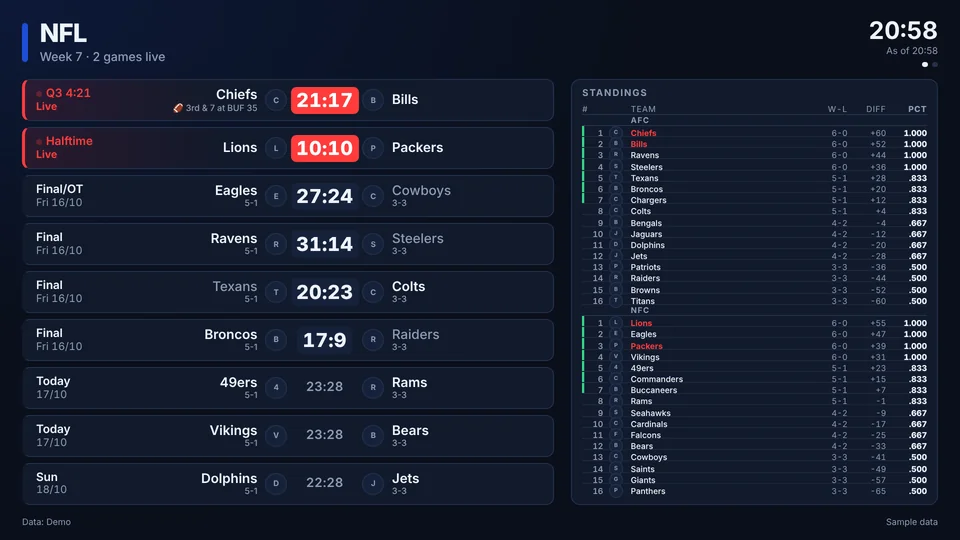 NFL
Week 7 · 2 games live
20:58
As of 20:58
Q3 4:21
Live
Chiefs
🏈 3rd & 7 at BUF 35
C
21:17
B
Bills
Halftime
Live
Lions
L
10:10
P
Packers
Final/OT
Fri 16/10
Eagles
5-1
E
27:24
C
Cowboys
3-3
Final
Fri 16/10
Ravens
5-1
R
31:14
S
Steelers
3-3
Final
Fri 16/10
Texans
5-1
T
20:23
C
Colts
3-3
Final
Fri 16/10
Broncos
5-1
B
17:9
R
Raiders
3-3
Today
17/10
49ers
5-1
4
23:28
R
Rams
3-3
Today
17/10
Vikings
5-1
V
23:28
B
Bears
3-3
Sun
18/10
Dolphins
5-1
D
22:28
J
Jets
3-3
STANDINGS
# TEAM W-L DIFF PCT
AFC
1 C Chiefs 6-0 +60 1.000
2 B Bills 6-0 +52 1.000
3 R Ravens 6-0 +44 1.000
4 S Steelers 6-0 +36 1.000
5 T Texans 5-1 +28 .833
6 B Broncos 5-1 +20 .833
7 C Chargers 5-1 +12 .833
8 C Colts 5-1 +4 .833
9 B Bengals 4-2 -4 .667
10 J Jaguars 4-2 -12 .667
11 D Dolphins 4-2 -20 .667
12 J Jets 4-2 -28 .667
13 P Patriots 3-3 -36 .500
14 R Raiders 3-3 -44 .500
15 B Browns 3-3 -52 .500
16 T Titans 3-3 -60 .500
NFC
1 L Lions 6-0 +55 1.000
2 E Eagles 6-0 +47 1.000
3 P Packers 6-0 +39 1.000
4 V Vikings 6-0 +31 1.000
5 4 49ers 5-1 +23 .833
6 C Commanders 5-1 +15 .833
7 B Buccaneers 5-1 +7 .833
8 R Rams 5-1 -1 .833
9 S Seahawks 4-2 -9 .667
10 C Cardinals 4-2 -17 .667
11 F Falcons 4-2 -25 .667
12 B Bears 4-2 -33 .667
13 C Cowboys 3-3 -41 .500
14 S Saints 3-3 -49 .500
15 G Giants 3-3 -57 .500
16 P Panthers 3-3 -65 .500
Data: Demo
Sample data